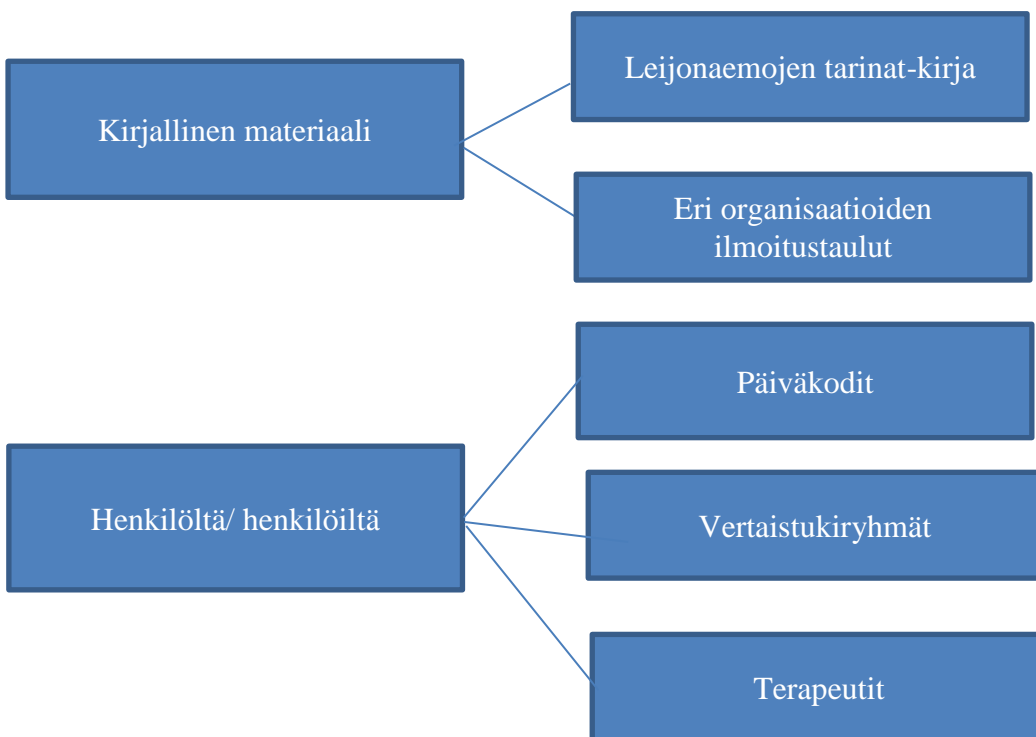 Kirjallinen materiaali
Leijonaemojen tarinat-kirja
Eri organisaatioiden
ilmoitustaulut
Henkilöltä/ henkilöiltä
Päiväkodit
Vertaistukiryhmät
Terapeutit